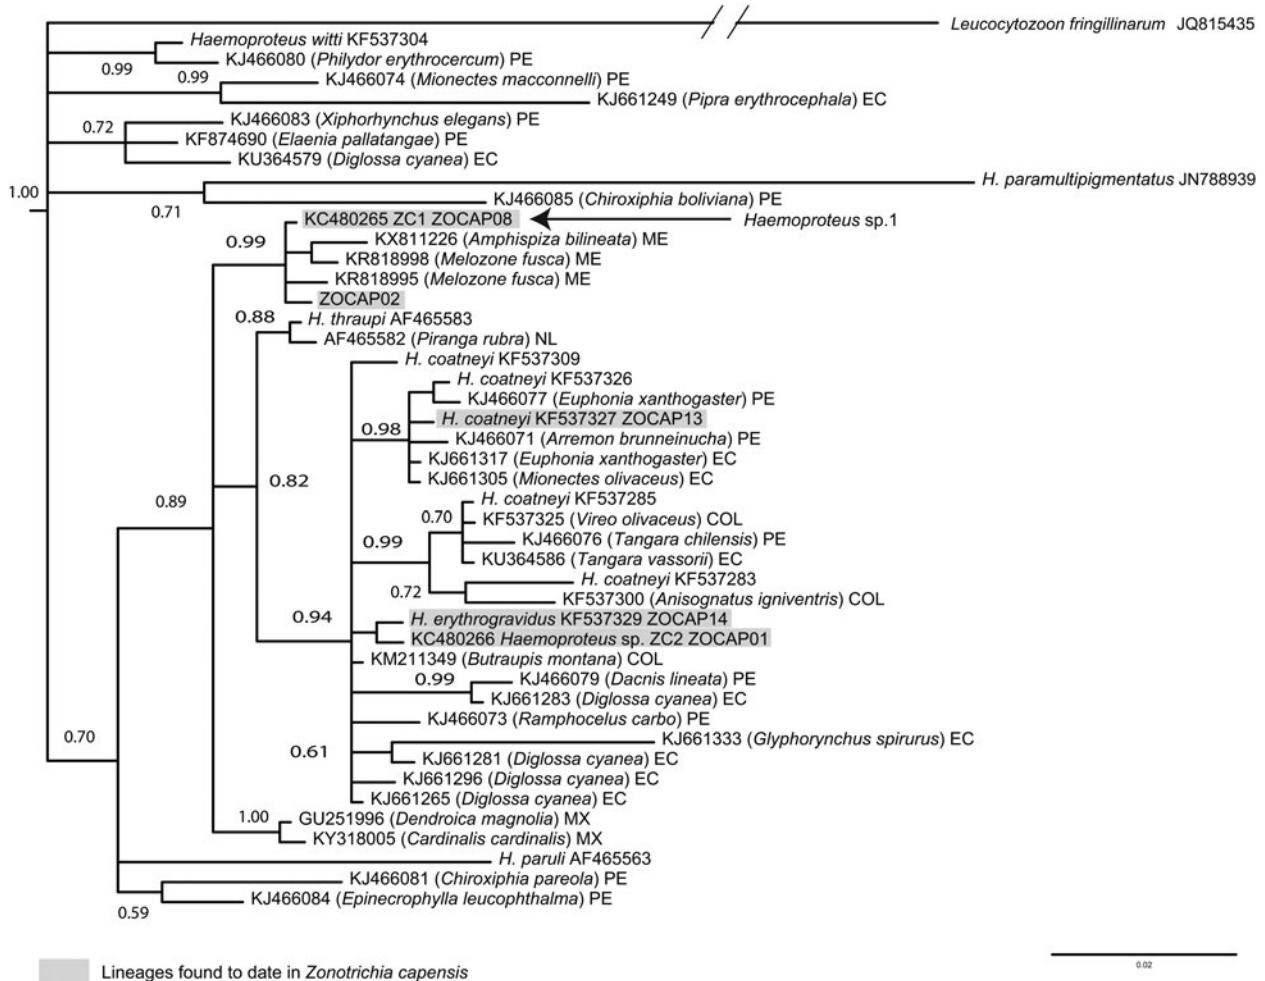 Leucocytozoon fringillinarum JQ815435
Haemoproteus witti KF537304
KJ466080 (Philydor erythrocercum) PE
0.99
0.99
KJ466074 (Mionectes macconnelli) PE
KJ661249 (Pipra erythrocephala) EC
KJ466083 (Xiphorhynchus elegans) PE
0.72
KF874690 (Elaenia pallatangae) PE
KU364579 (Diglossa cyanea) EC
H. paramultipigmentatus JN788939
1.00
KJ466085 (Chiroxiphia boliviana) PE
0.71
KC480265 ZC1 ZOCAP08
Haemoproteus sp.1
0.99
KX811226 (Amphispiza bilineata) ME
KR818998 (Melozone fusca) ME
KR818995 (Melozone fusca) ME
ZOCAP02
0.88
H. thraupi AF465583
AF465582 (Piranga rubra) NL
H. coatneyi KF537309
H. coatneyi KF537326
KJ466077 (Euphonia xanthogaster) PE
H. coatneyi KF537327 ZOCAP13
0.98
KJ466071 (Arremon brunneinucha) PE
KJ661317 (Euphonia xanthogaster) EC
0.82
KJ661305 (Mionectes olivaceus) EC
0.89
H. coatneyi KF537285
0.70
KF537325 (Vireo olivaceus) COL
0.99
KJ466076 (Tangara chilensis) PE
KU364586 (Tangara vassorii) EC
H. coatneyi KF537283
0.72
KF537300 (Anisognatus igniventris) COL
0.94
H. erythrogravidus KF537329 ZOCAP14
KC480266 Haemoproteus sp. ZC2 ZOCAP01
KM211349 (Butraupis montana) COL
0.99
KJ466079 (Dacnis lineata) PE
KJ661283 (Diglossa cyanea) EC
KJ466073 (Ramphocelus carbo) PE
0.70
KJ661333 (Glyphorynchus spirurus) EC
0.61
KJ661281 (Diglossa cyanea) EC
KJ661296 (Diglossa cyanea) EC
KJ661265 (Diglossa cyanea) EC
1.00
GU251996 (Dendroica magnolia) MX
KY318005 (Cardinalis cardinalis) MX
H. paruli AF465563
KJ466081 (Chiroxiphia pareola) PE
KJ466084 (Epinecrophylla leucophthalma) PE
0.59
Lineages found to date in Zonotrichia capensis
0.02